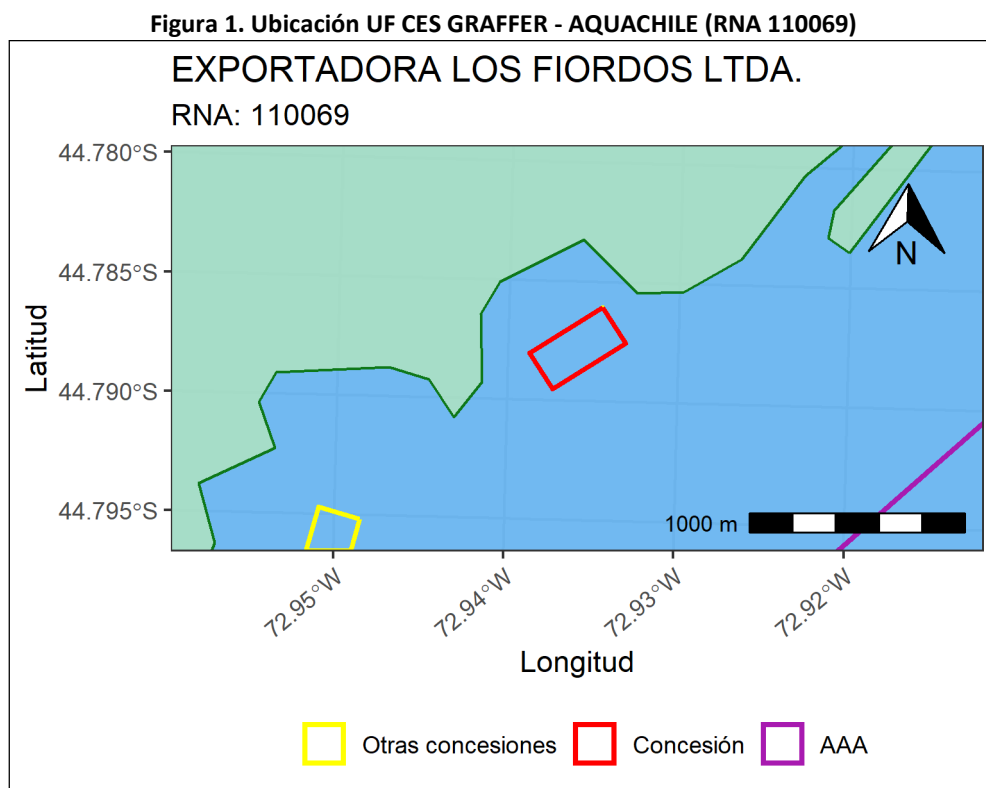 Figura 1. Ubicación UF CES GRAFFER - AQUACHILE (RNA 110069)
EXPORTADORA LOS FIORDOS LTDA.
RNA: 110069
44.780°S
44.785°S
44.790°S
44.795°S
Latitud
N
1000 m
72.95°W
72.94°W
72.93°W
72.92°W
Longitud
Otras concesiones
Concesión
AAA